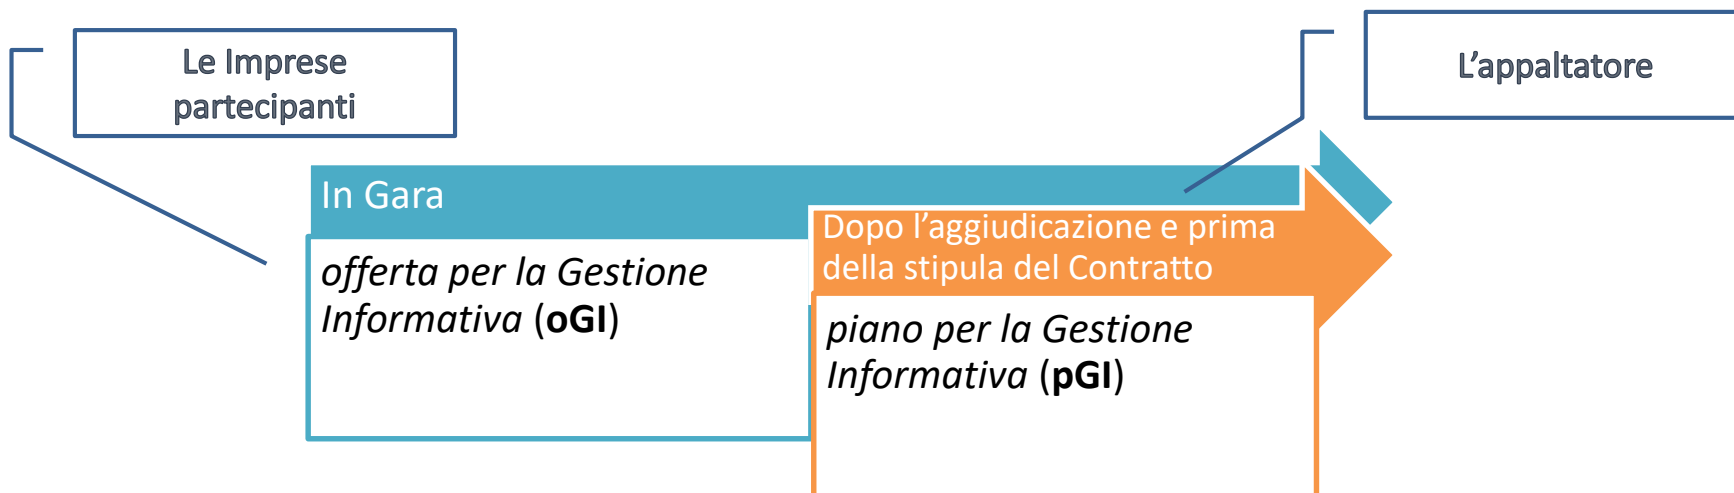 Le Imprese
partecipanti
L'appaltatore
In Gara
offerta per la Gestione
Informativa (oGI)
Dopo l'aggiudicazione e prima
della stipula del Contratto
piano per la Gestione
Informativa (pGI)